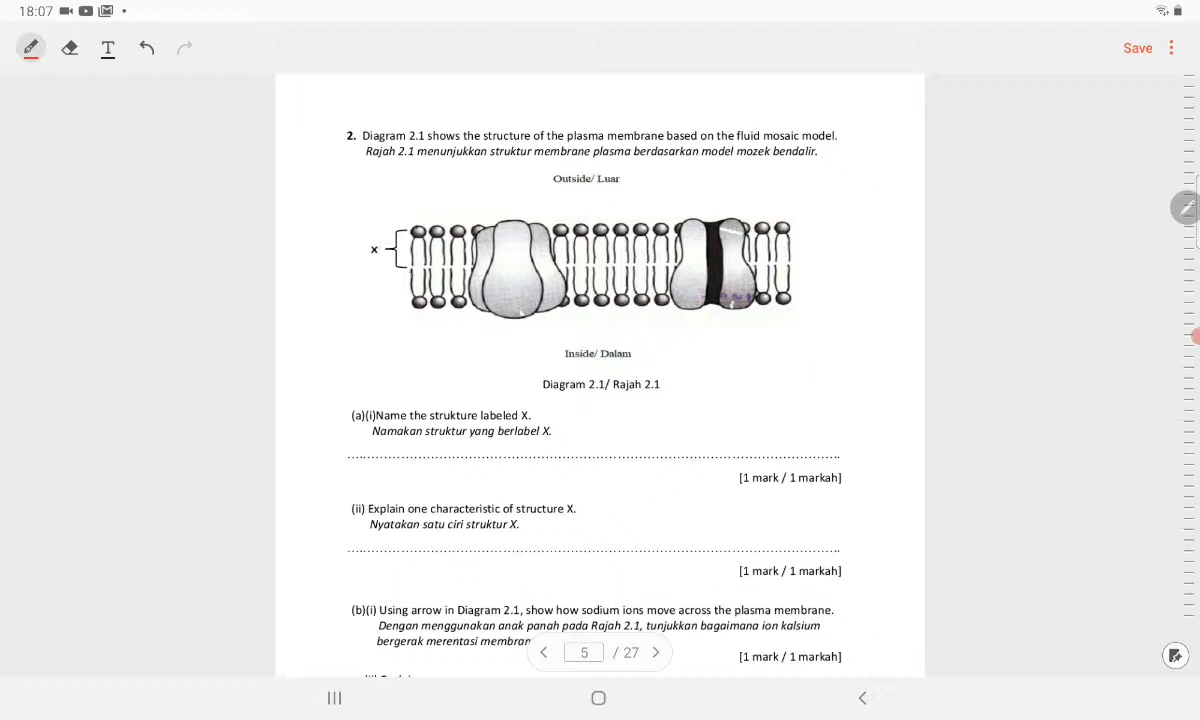 18:07
T
Save
2. Diagram 2.1 shows the structure of the plasma membrane based on the fluid mosaic model.
Rajah 2.1 menunjukkan struktur membrane plasma berdasarkan model mozek bendalir.
Outside/ Luar
X
Inside/ Dalam
Diagram 2.1/ Rajah 2.1
(a)(i)Name the strukture labeled X.
Namakan struktur yang berlabel X.
[1 mark / 1 markah]
(ii) Explain one characteristic of structure X.
Nyatakan satu ciri struktur X.
[1 mark / 1 markah]
(b)(i) Using arrow in Diagram 2.1, show how sodium ions move across the plasma membrane.
Dengan menggunakan anak panah pada Rajah 2.1, tunjukkan bagaimana ion kalsium
bergerak merentasi
5 / 27
[1 mark / 1 markah]